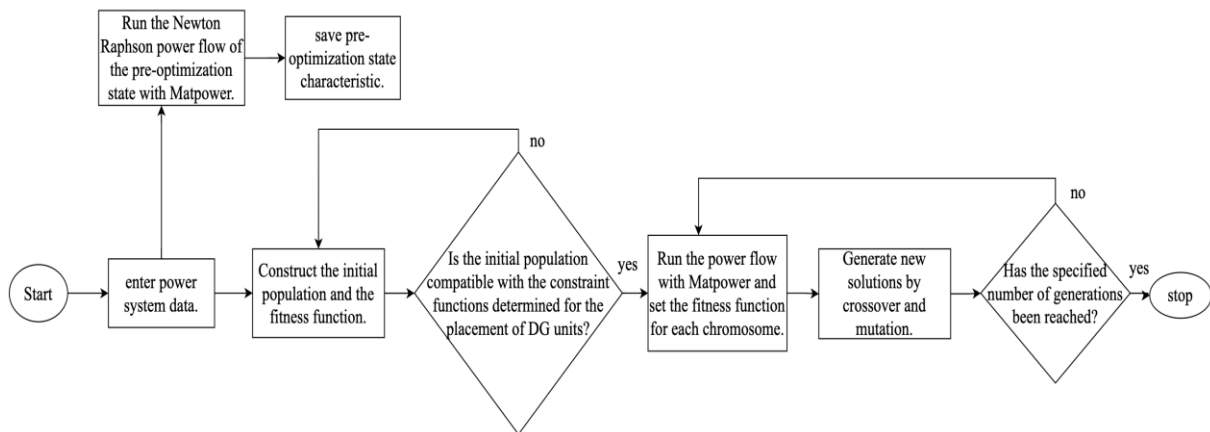 Run the Newton
Raphson power flow of
the pre-optimization
state with Matpower.
save pre-
optimization state
characteristic.
no
Start
enter power
system data.
Construct the initial
population and the
fitness function.
Is the initial population
compatible with the constraint
functions determined for the
placement of DG units?
yes
Run the power flow
with Matpower and
set the fitness function
for each chromosome.
Generate new
solutions by
crossover and
mutation.
no
Has the specified
number of generations
been reached?
yes
stop